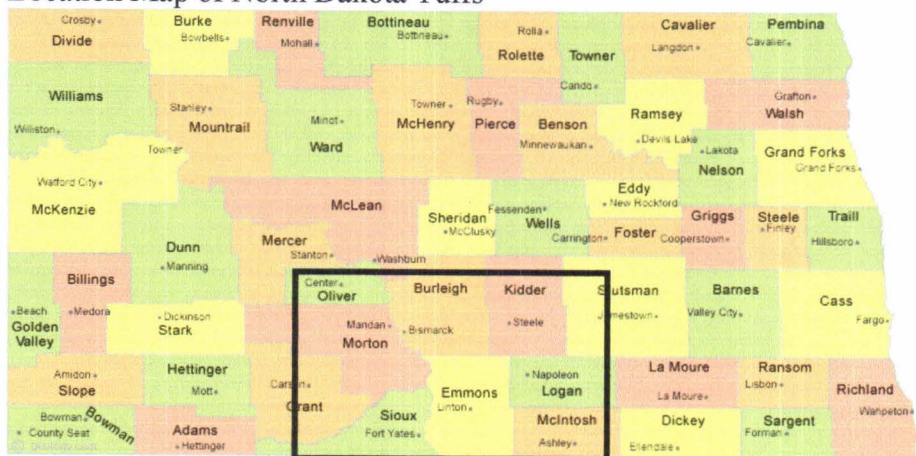 Location Map of North Dakota Tuffs
Crosby
Divide
Burke
Bowbells
Renville
Mohall
Bottineau
Bottineau
Rolla
Rolette
Towner
Cando
Cavalier
Langdon
Pembina
Cavalier
Williams
Williston
Stanley
Mountrail
Minot
Ward
Towner
McHenry
Rugby
Pierce
Benson
Minnewaukan
Ramsey
Devils Lake
Grafton
Walsh
Lakota
Nelson
Grand Forks
Grand Forks
Towner
Watford City
McKenzie
McLean
Washburn
Sheridan
McClusky
Fessenden
Wells
Eddy
New Rockford
Carrington
Foster
Griggs
Cooperstown
Steele
Finley
Traill
Hillsboro
Dunn
Manning
Mercer
Stanton
Billings
Medora
Beach
Golden
Valley
Dickinson
Stark
Center
Oliver
Mandan
Morton
Burleigh
Bismarck
Kidder
Steele
Stutsman
Jamestown
Barnes
Valley City
Cass
Fargo
Amidon
Slope
Hettinger
Mott
Carson
Grant
Emmons
Linton
Napoleon
Logan
La Moure
La Moure
Ransom
Lisbon
Richland
Wahpeton
Bowman
Bowman
County Seat
Adams
Hettinger
Sioux
Fort Yates
McIntosh
Ashley
Dickey
Ellendale
Sargent
Forman